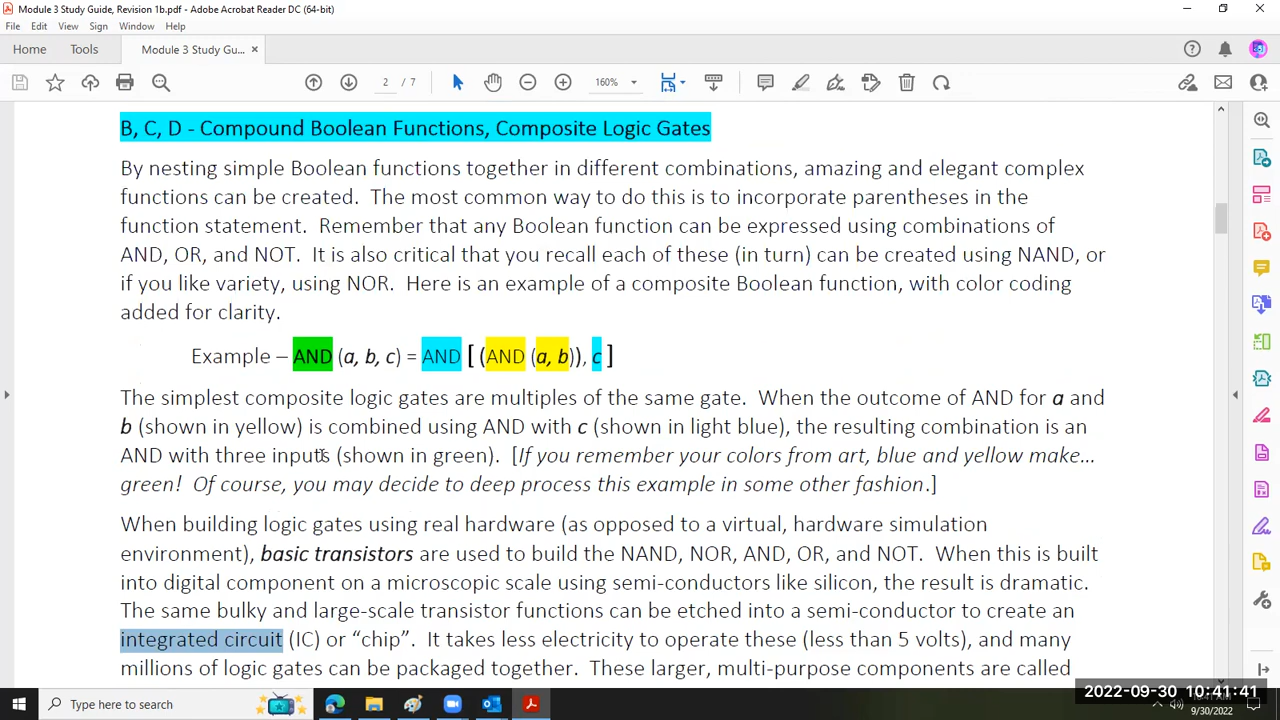 Module 3 Study Guide, Revision 1b.pdf - Adobe Acrobat Reader DC (64-bit)
File Edit View Sign Window Help
Home Tools Module 3 Study Gu... ×
2 / 7 160%
B, C, D - Compound Boolean Functions, Composite Logic Gates
By nesting simple Boolean functions together in different combinations, amazing and elegant complex
functions can be created. The most common way to do this is to incorporate parentheses in the
function statement. Remember that any Boolean function can be expressed using combinations of
AND, OR, and NOT. It is also critical that you recall each of these (in turn) can be created using NAND, or
if you like variety, using NOR. Here is an example of a composite Boolean function, with color coding
added for clarity.
Example – AND (a, b, c) = AND [ (AND (a, b)), c ]
The simplest composite logic gates are multiples of the same gate. When the outcome of AND for a and
b (shown in yellow) is combined using AND with c (shown in light blue), the resulting combination is an
AND with three inputs (shown in green). [If you remember your colors from art, blue and yellow make...
green! Of course, you may decide to deep process this example in some other fashion.]
When building logic gates using real hardware (as opposed to a virtual, hardware simulation
environment), basic transistors are used to build the NAND, NOR, AND, OR, and NOT. When this is built
into digital component on a microscopic scale using semi-conductors like silicon, the result is dramatic.
The same bulky and large-scale transistor functions can be etched into a semi-conductor to create an
integrated circuit (IC) or “chip”. It takes less electricity to operate these (less than 5 volts), and many
millions of logic gates can be packaged together. These larger, multi-purpose components are called
Type here to search
2022-09-30 10:41:41
9/30/2022